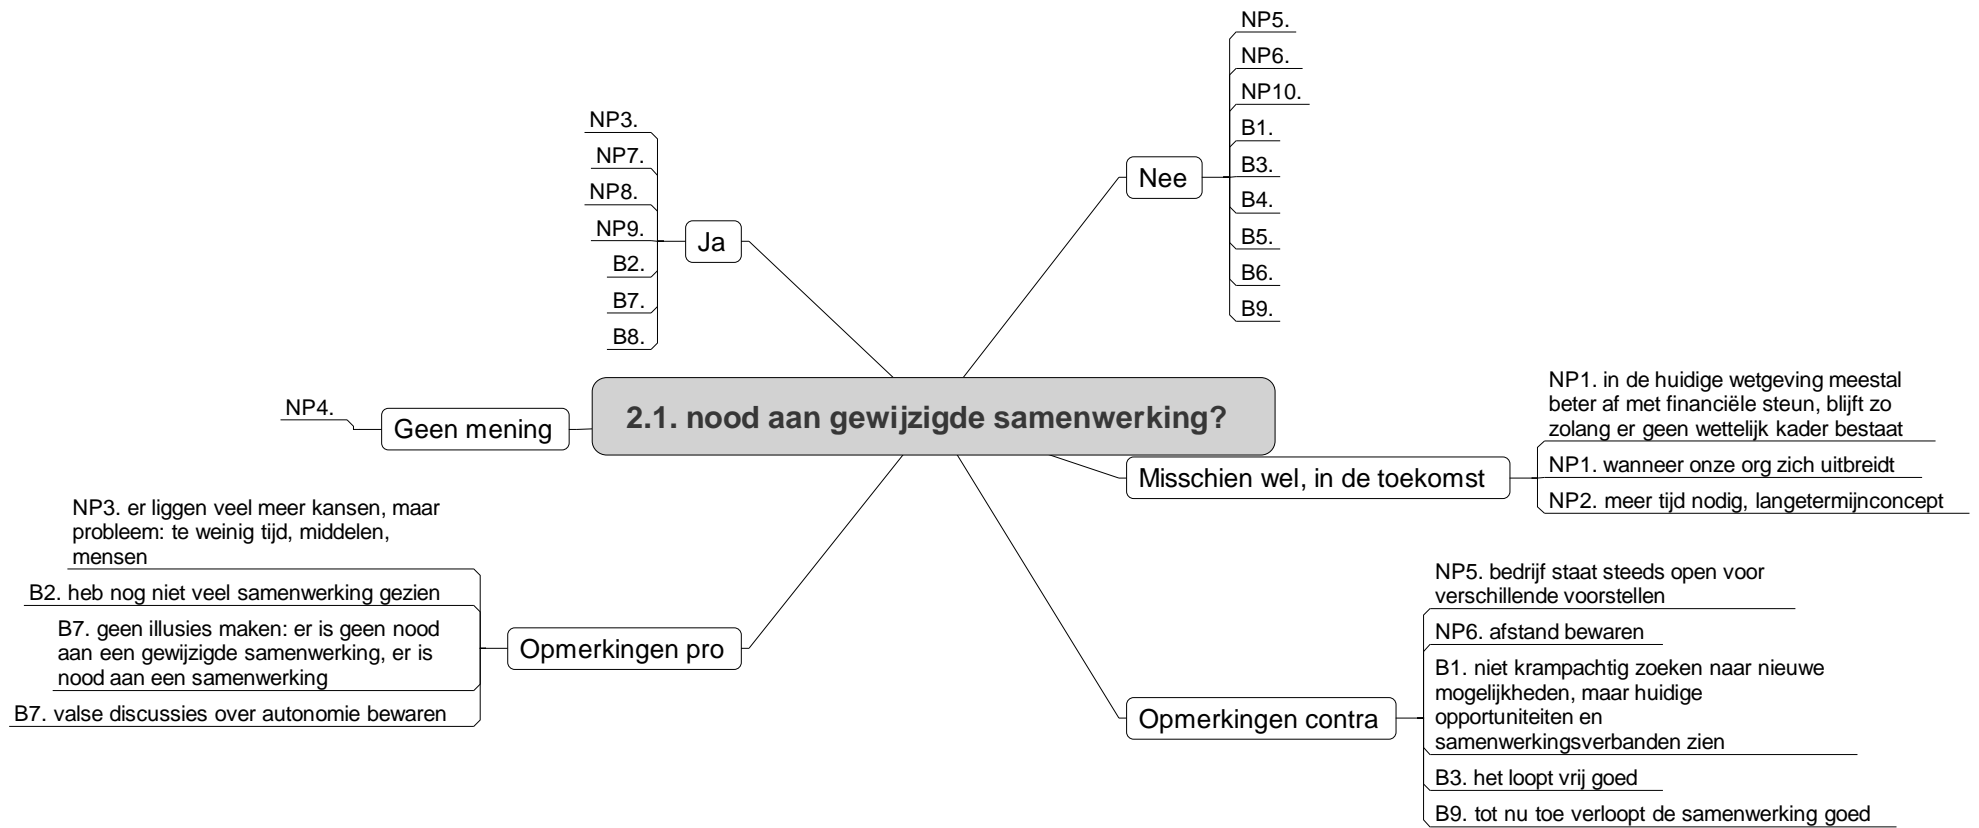 2.1. nood aan gewijzigde samenwerking?
Nee
NP5.
NP6.
NP10.
B1.
B3.
B4.
B5.
B6.
B9.
Misschien wel, in de toekomst
NP1. in de huidige wetgeving meestal
beter af met financiële steun, blijft zo
zolang er geen wettelijk kader bestaat
NP1. wanneer onze org zich uitbreidt
NP2. meer tijd nodig, langetermijnconcept
Opmerkingen contra
NP5. bedrijf staat steeds open voor
verschillende voorstellen
NP6. afstand bewaren
B1. niet krampachtig zoeken naar nieuwe
mogelijkheden, maar huidige
opportuniteiten en
samenwerkingsverbanden zien
B3. het loopt vrij goed
B9. tot nu toe verloopt de samenwerking goed
Ja
NP3.
NP7.
NP8.
NP9.
B2.
B7.
B8.
Geen mening
NP4.
Opmerkingen pro
NP3. er liggen veel meer kansen, maar
probleem: te weinig tijd, middelen,
mensen
B2. heb nog niet veel samenwerking gezien
B7. geen illusies maken: er is geen nood
aan een gewijzigde samenwerking, er is
nood aan een samenwerking
B7. valse discussies over autonomie bewaren